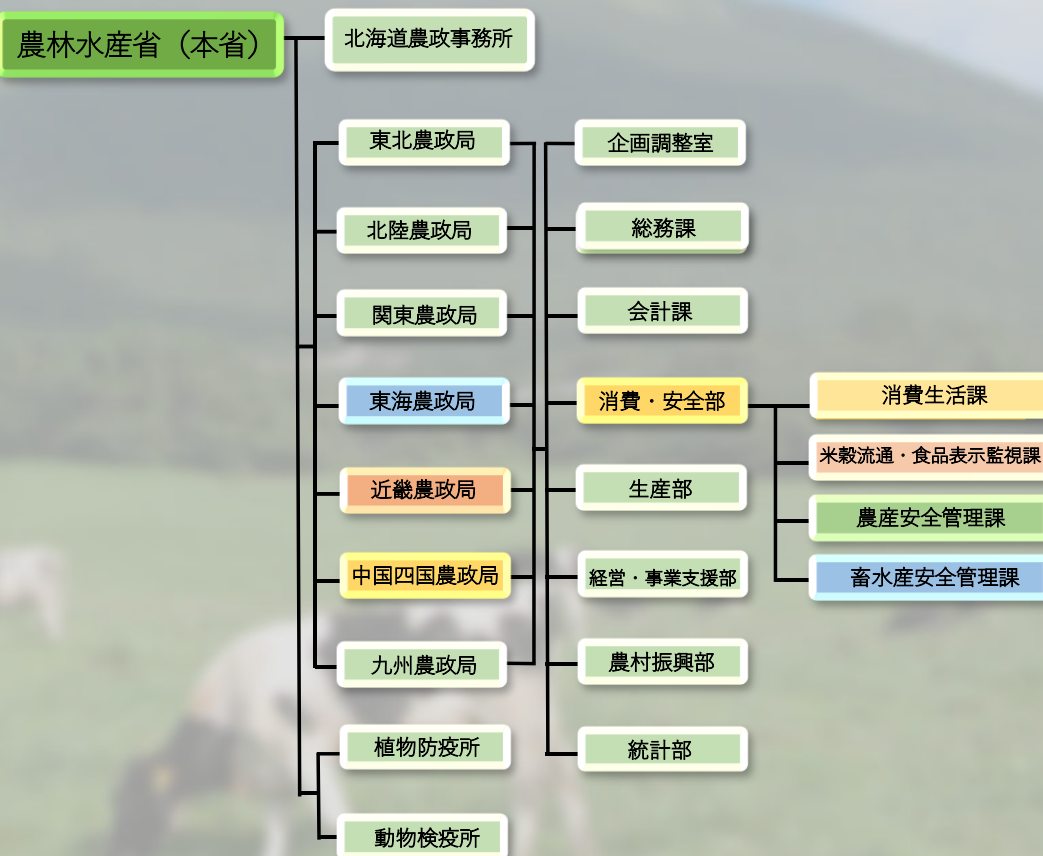 農林水産省（本省）
北海道農政事務所
東北農政局
北陸農政局
関東農政局
東海農政局
近畿農政局
中国四国農政局
九州農政局
植物防疫所
動物検疫所
企画調整室
総務課
会計課
消費・安全部
生産部
経営・事業支援部
農村振興部
統計部
消費生活課
米穀流通・食品表示監視課
農産安全管理課
畜水産安全管理課